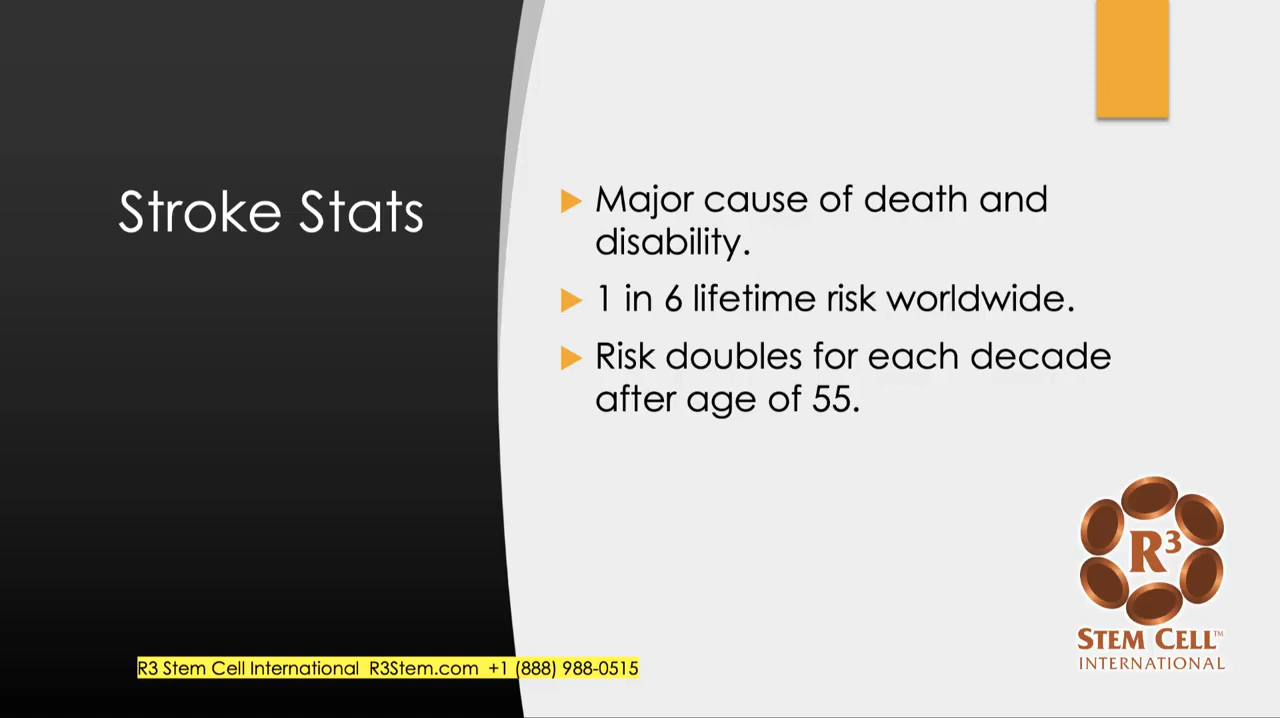 Stroke Stats
Major cause of death and
disability.
1 in 6 lifetime risk worldwide.
Risk doubles for each decade
after age of 55.
R3
STEM CELL™
INTERNATIONAL
R3 Stem Cell International R3Stem.com +1 (888) 988-0515